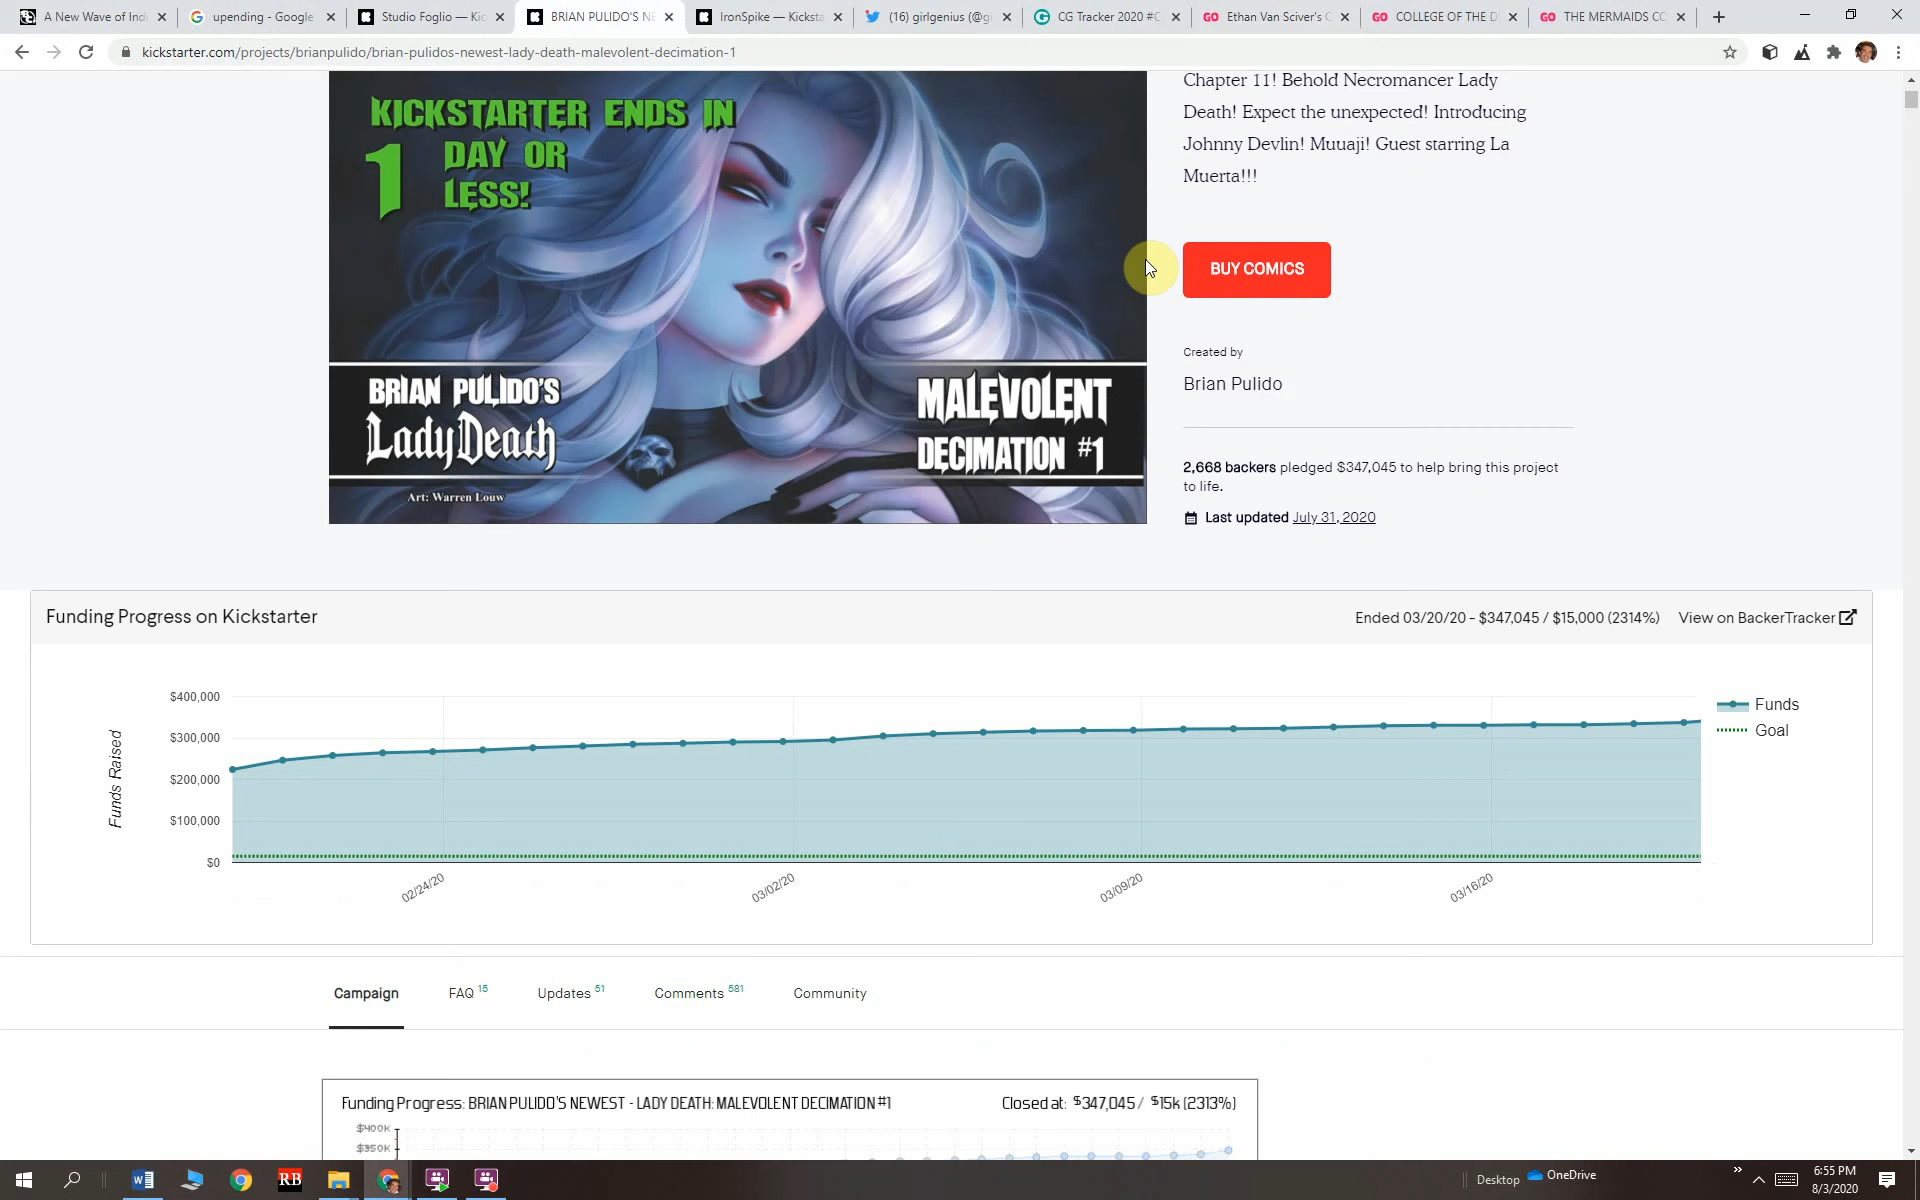 A New Wave of Indi
upending - Google
Studio Foglio — Kic
BRIAN PULIDO'S NE
IronSpike — Kicksta
(16) girlgenius (@gi
CG Tracker 2020 #C
GO Ethan Van Sciver's C
GO COLLEGE OF THE D
GO THE MERMAIDS CO
kickstarter.com/projects/brianpulido/brian-pulidos-newest-lady-death-malevolent-decimation-1
KICKSTARTER ENDS IN
1 DAY OR
LESS!
BRIAN PULIDO'S
Lady Death
MALEVOLENT
DECIMATION #1
Art: Warren Louw
Chapter 11! Behold Necromancer Lady
Death! Expect the unexpected! Introducing
Johnny Devlin! Muuaji! Guest starring La
Muerta!!!
BUY COMICS
Created by
Brian Pulido
2,668 backers pledged $347,045 to help bring this project
to life.
Last updated July 31, 2020
Funding Progress on Kickstarter
Ended 03/20/20 - $347,045 / $15,000 (2314%)
View on BackerTracker
$400,000
$300,000
$200,000
$100,000
$0
Funds Raised
02/24/20
03/02/20
03/09/20
03/16/20
Funds
Goal
Campaign
FAQ 15
Updates 51
Comments 581
Community
Funding Progress: BRIAN PULIDO'S NEWEST - LADY DEATH: MALEVOLENT DECIMATION #1
Closed at: $347,045 / $15k (2313%)
$400K
$350K
RB
Desktop
OneDrive
6:55 PM
8/3/2020